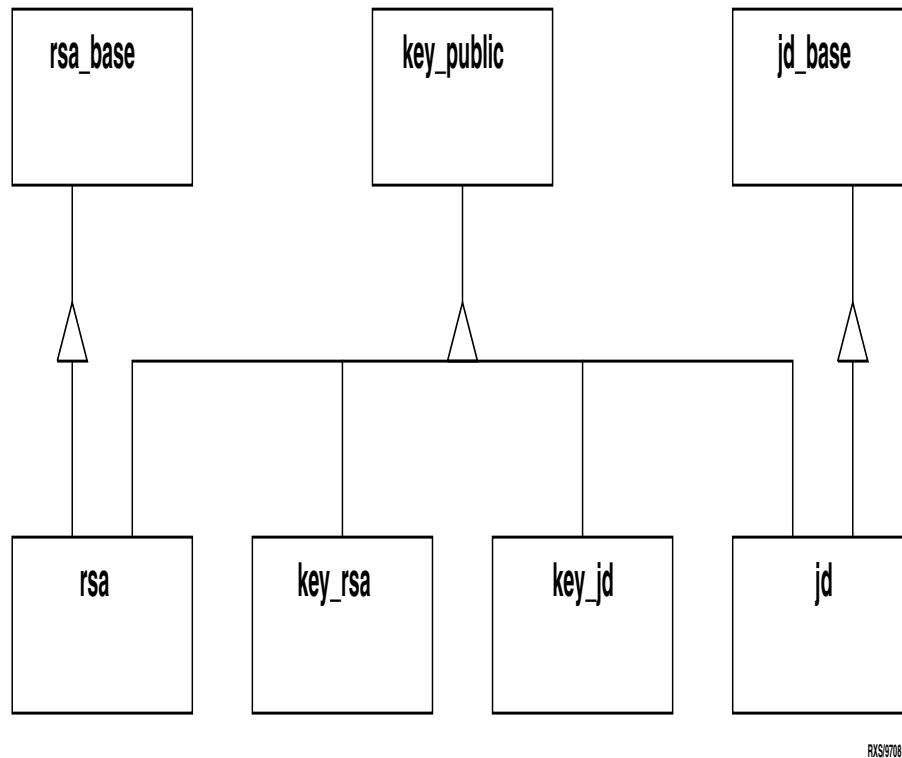 rsa_base
key_public
jd_base
rsa
key_rsa
key_jd
jd
RXS/9708